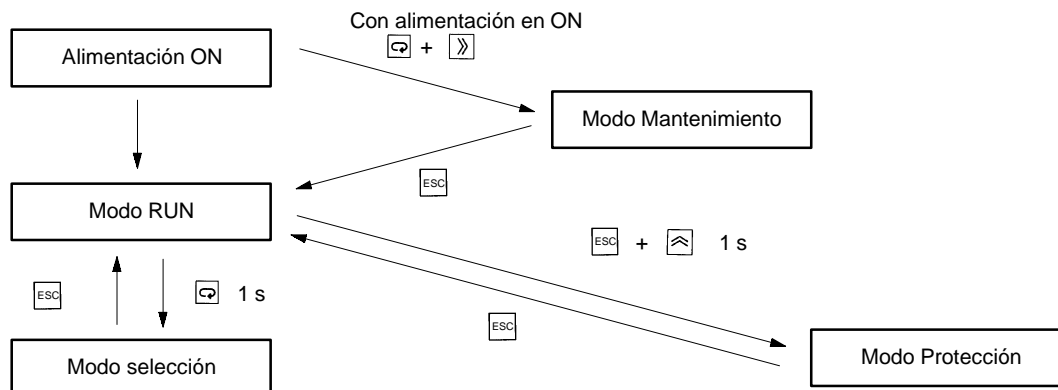 Con alimentación en ON
Alimentación ON
+
Modo Mantenimiento
ESC
Modo RUN
ESC + 1 s
ESC
1 s
ESC
Modo selección
Modo Protección